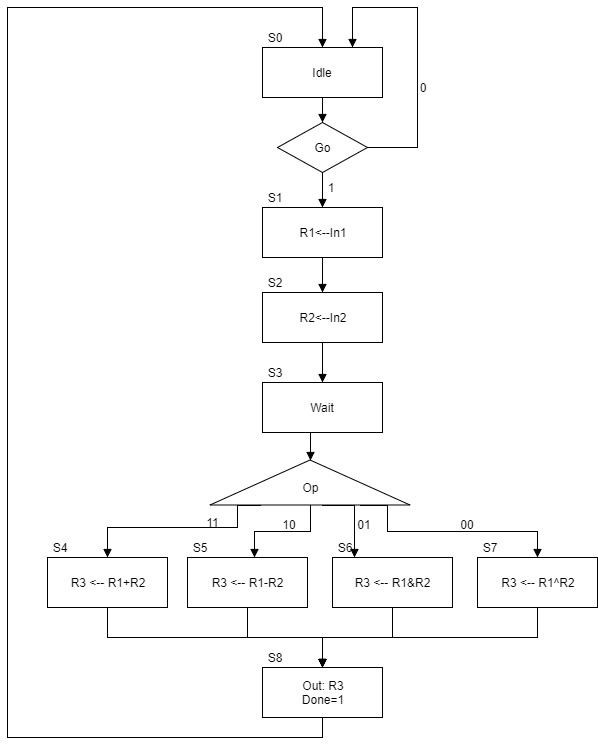 S0
Idle
0
Go
1
S1
R1<--In1
S2
R2<--In2
S3
Wait
Op
11
10
01
00
S4
S5
S6
S7
R3 <-- R1+R2
R3 <-- R1-R2
R3 <-- R1&R2
R3 <-- R1^R2
S8
Out: R3
Done=1